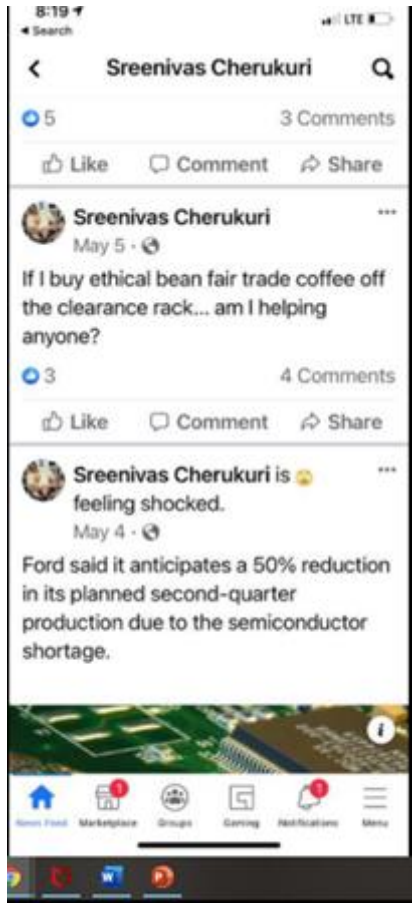 8:19
Search
Sreenivas Cherukuri
5
3 Comments
Like Comment Share
Sreenivas Cherukuri
May 5 ·
If I buy ethical bean fair trade coffee off
the clearance rack... am I helping
anyone?
3
4 Comments
Like Comment Share
Sreenivas Cherukuri is
feeling shocked.
May 4 ·
Ford said it anticipates a 50% reduction
in its planned second-quarter
production due to the semiconductor
shortage.
LTE
1
1
News Feed Marketplace Groups Gaming Notifications Menu
W P